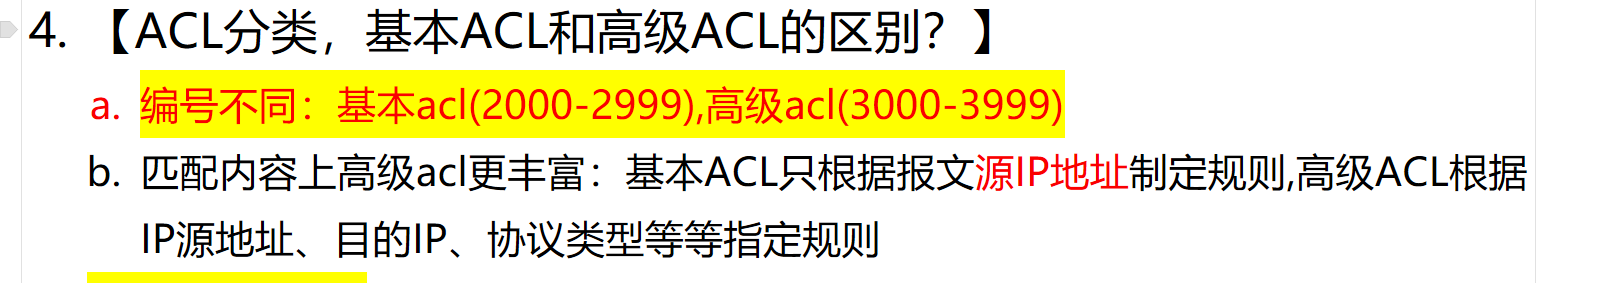 4. 【ACL分类，基本ACL和高级ACL的区别？】
a. 编号不同：基本acl(2000-2999),高级acl(3000-3999)
b. 匹配内容上高级acl更丰富：基本ACL只根据报文源IP地址制定规则,高级ACL根据
IP源地址、目的IP、协议类型等等指定规则